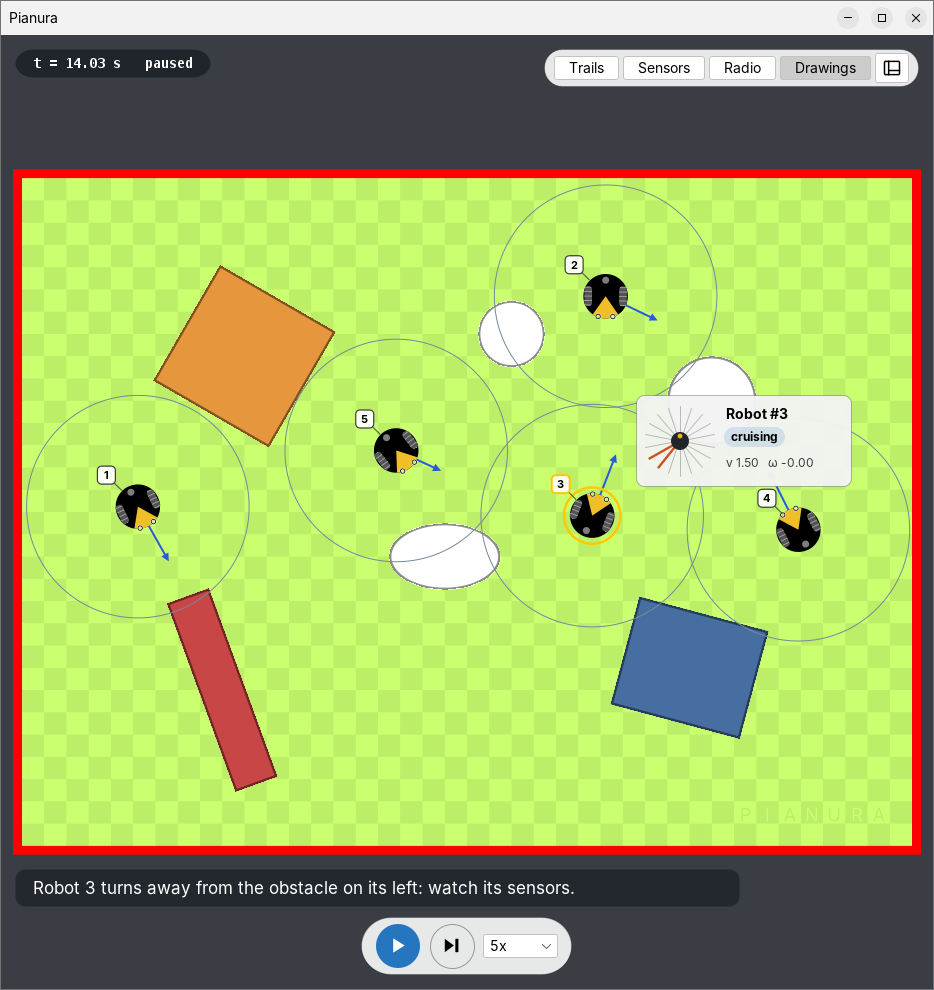 Pianura
t = 14.03 s paused
Trails Sensors Radio Drawings
2
Robot #3
cruising
v 1.50 ω -0.00
5
1
3
4
PIANURA
Robot 3 turns away from the obstacle on its left: watch its sensors.
5x